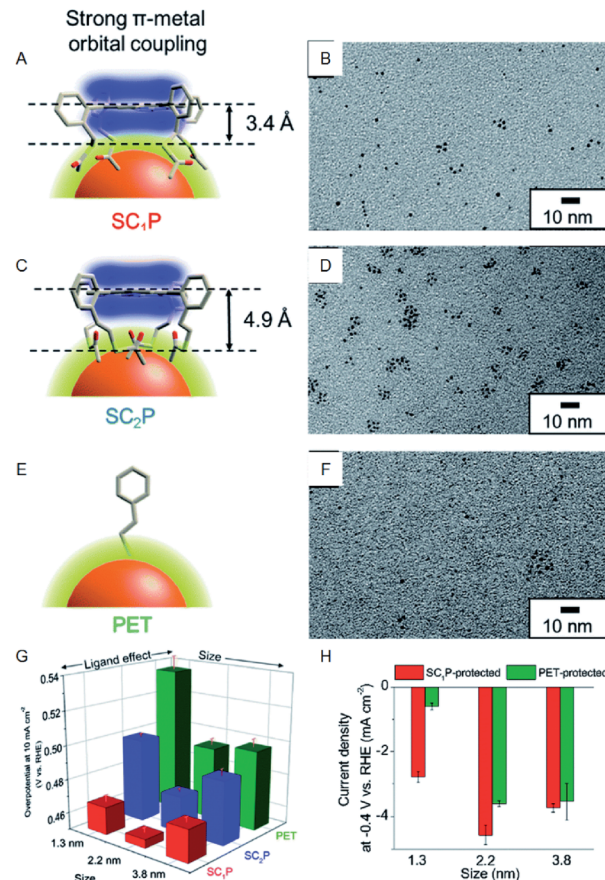 Strong π-metal
orbital coupling
A
3.4 Å
SC₁P
B
10 nm
C
4.9 Å
SC₂P
D
10 nm
E
PET
F
10 nm
G
Ligand effect
Size
Overpotential at 10 mA cm⁻²
(V vs. RHE)
0.54
0.52
0.50
0.48
0.46
1.3 nm
2.2 nm
3.8 nm
Size
SC₁P
SC₂P
PET
H
SC₁P-protected
PET-protected
Current density
at -0.4 V vs. RHE (mA cm⁻²)
0
-2
-4
1.3
2.2
3.8
Size (nm)